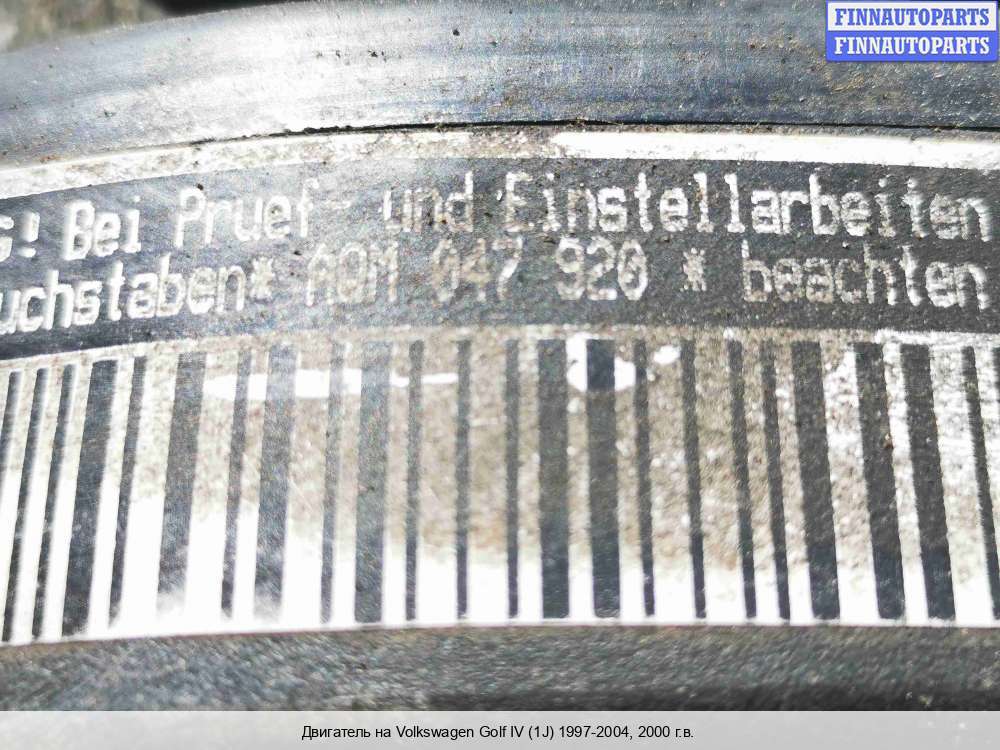 FINNAUTOPARTS
FINNAUTOPARTS
s! Bei Pruef- und Einstellarbeiten
uchstaben* AQM 047 920 * beachten
Двигатель на Volkswagen Golf IV (1J) 1997-2004, 2000 г.в.